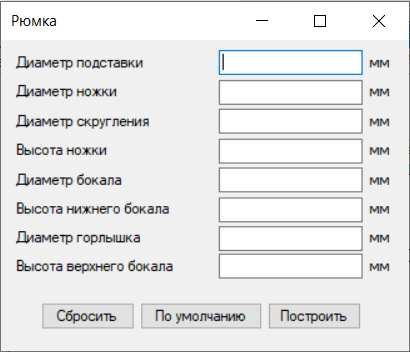 Рюмка
Диаметр подставки мм
Диаметр ножки мм
Диаметр скругления мм
Высота ножки мм
Диаметр бокала мм
Высота нижнего бокала мм
Диаметр горлышка мм
Высота верхнего бокала мм
Сбросить По умолчанию Построить